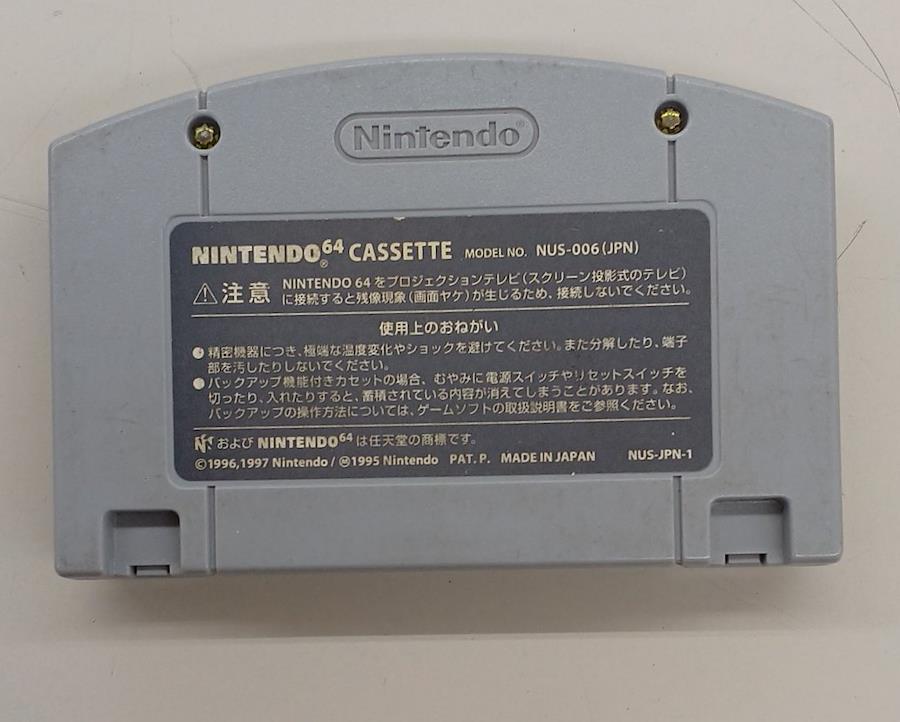 Nintendo®
NINTENDO64® CASSETTE MODEL NO. NUS-006(JPN)
⚠注意 NINTENDO 64 をプロジェクションテレビ(スクリーン投影式のテレビ)
に接続すると残像現象(画面ヤケ)が生じるため、接続しないでください。
使用上のおねがい
●精密機器につき、極端な温度変化やショックを避けてください。また分解したり、端子
部を汚したりしないでください。
●バックアップ機能付きカセットの場合、むやみに電源スイッチやリセットスイッチを
切ったり、入れたりすると、蓄積されている内容が消えてしまうことがあります。なお、
バックアップの操作方法については、ゲームソフトの取扱説明書をご参照ください。
および NINTENDO64 は任天堂の商標です。
©1996,1997 Nintendo / Ⓜ1995 Nintendo PAT. P. MADE IN JAPAN NUS-JPN-1